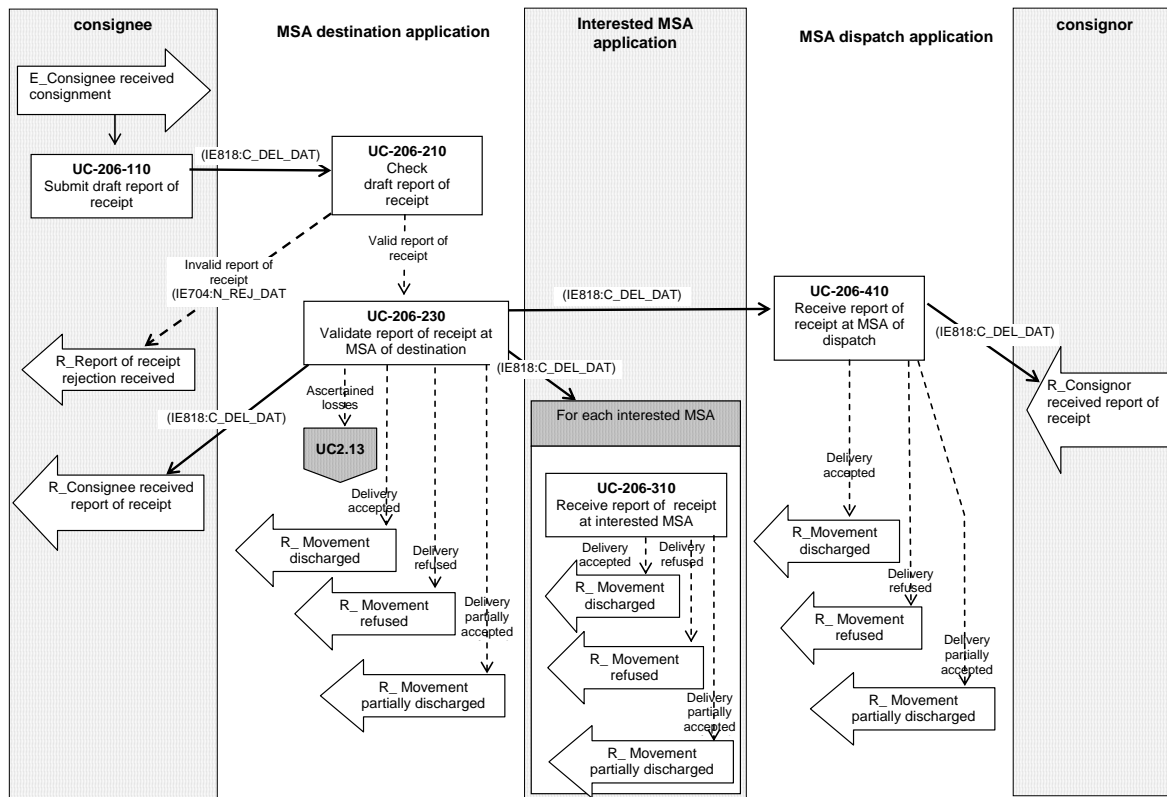 consignee
MSA destination application
Interested MSA
application
MSA dispatch application
consignor
E_Consignee received
consignment
UC-206-110
Submit draft report of
receipt
(IE818:C_DEL_DAT)
UC-206-210
Check
draft report of
receipt
Invalid report of
receipt
(IE704:N_REJ_DAT
Valid report of
receipt
R_Report of receipt
rejection received
UC-206-230
Validate report of receipt at
MSA of destination
(IE818:C_DEL_DAT)
UC-206-410
Receive report of
receipt at MSA of
dispatch
(IE818:C_DEL_DAT)
R_Consignor
received report of
receipt
(IE818:C_DEL_DAT)
(IE818:C_DEL_DAT)
R_Consignee received
report of receipt
Ascertained
losses
UC2.13
Delivery
accepted
R_ Movement
discharged
Delivery
refused
R_ Movement
refused
Delivery
partially
accepted
R_ Movement
partially discharged
For each interested MSA
UC-206-310
Receive report of receipt
at interested MSA
Delivery
accepted
Delivery
refused
R_ Movement
discharged
R_ Movement
refused
Delivery
partially
accepted
R_ Movement
partially discharged
Delivery
accepted
R_ Movement
discharged
Delivery
refused
R_ Movement
refused
Delivery
partially
accepted
R_ Movement
partially discharged